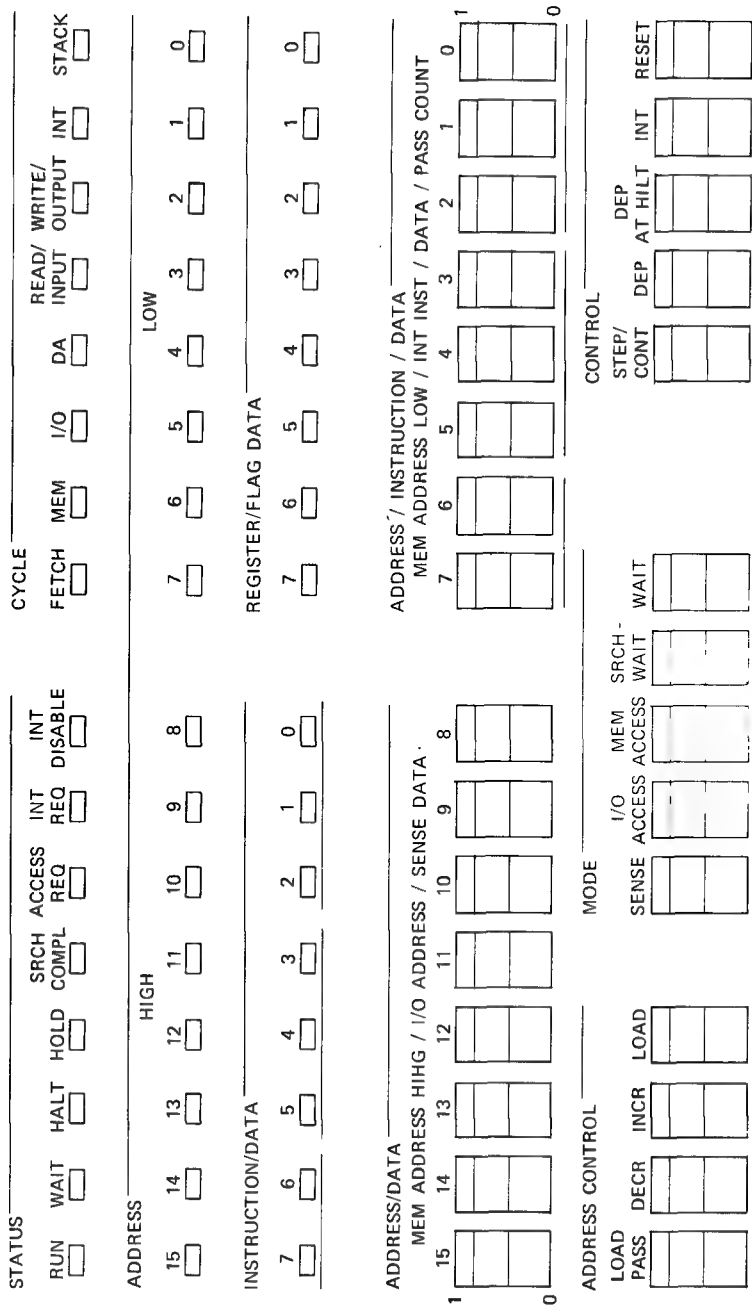 STATUS CYCLE
RUN WAIT HALT HOLD SRCH COMPL ACCESS REQ INT REQ INT DISABLE FETCH MEM I/O DA READ/ INPUT WRITE/ OUTPUT INT STACK
ADDRESS HIGH LOW
15 14 13 12 11 10 9 8 7 6 5 4 3 2 1 0
INSTRUCTION/DATA REGISTER/FLAG DATA
7 6 5 4 3 2 1 0 7 6 5 4 3 2 1 0
ADDRESS/DATA ADDRESS / INSTRUCTION / DATA
MEM ADDRESS HIHG / I/O ADDRESS / SENSE DATA MEM ADDRESS LOW / INT INST / DATA / PASS COUNT
15 14 13 12 11 10 9 8 7 6 5 4 3 2 1 0
1 1
0 0
ADDRESS CONTROL MODE CONTROL
LOAD PASS DECR INCR LOAD SENSE I/O ACCESS MEM ACCESS SRCH - WAIT WAIT STEP/ CONT DEP DEP AT HILT INT RESET